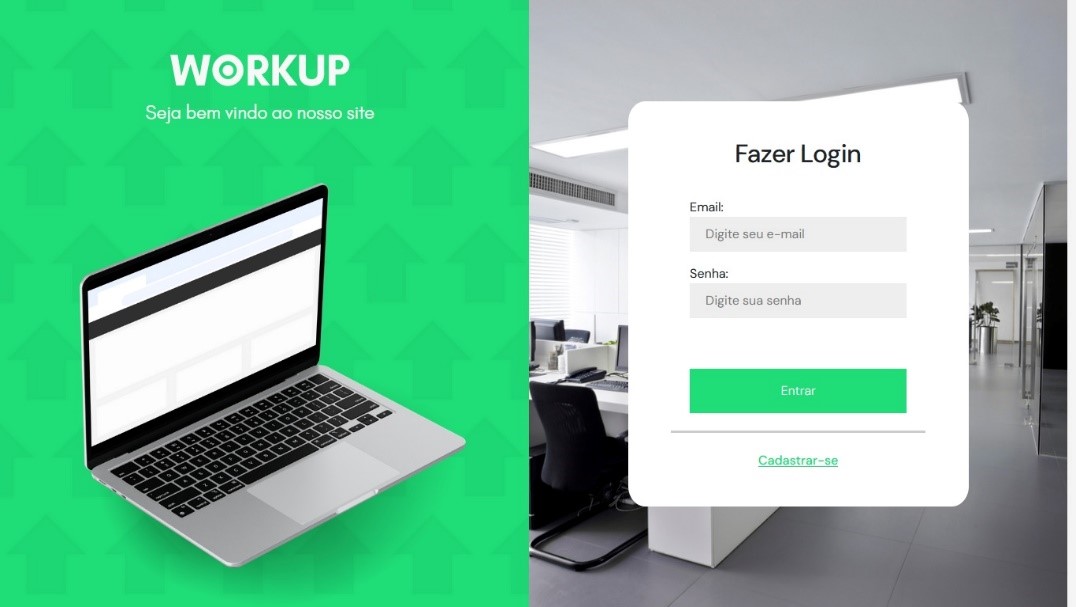 WORKUP
Seja bem vindo ao nosso site
Fazer Login
Email:
Digite seu e-mail
Senha:
Digite sua senha
Entrar
Cadastrar-se